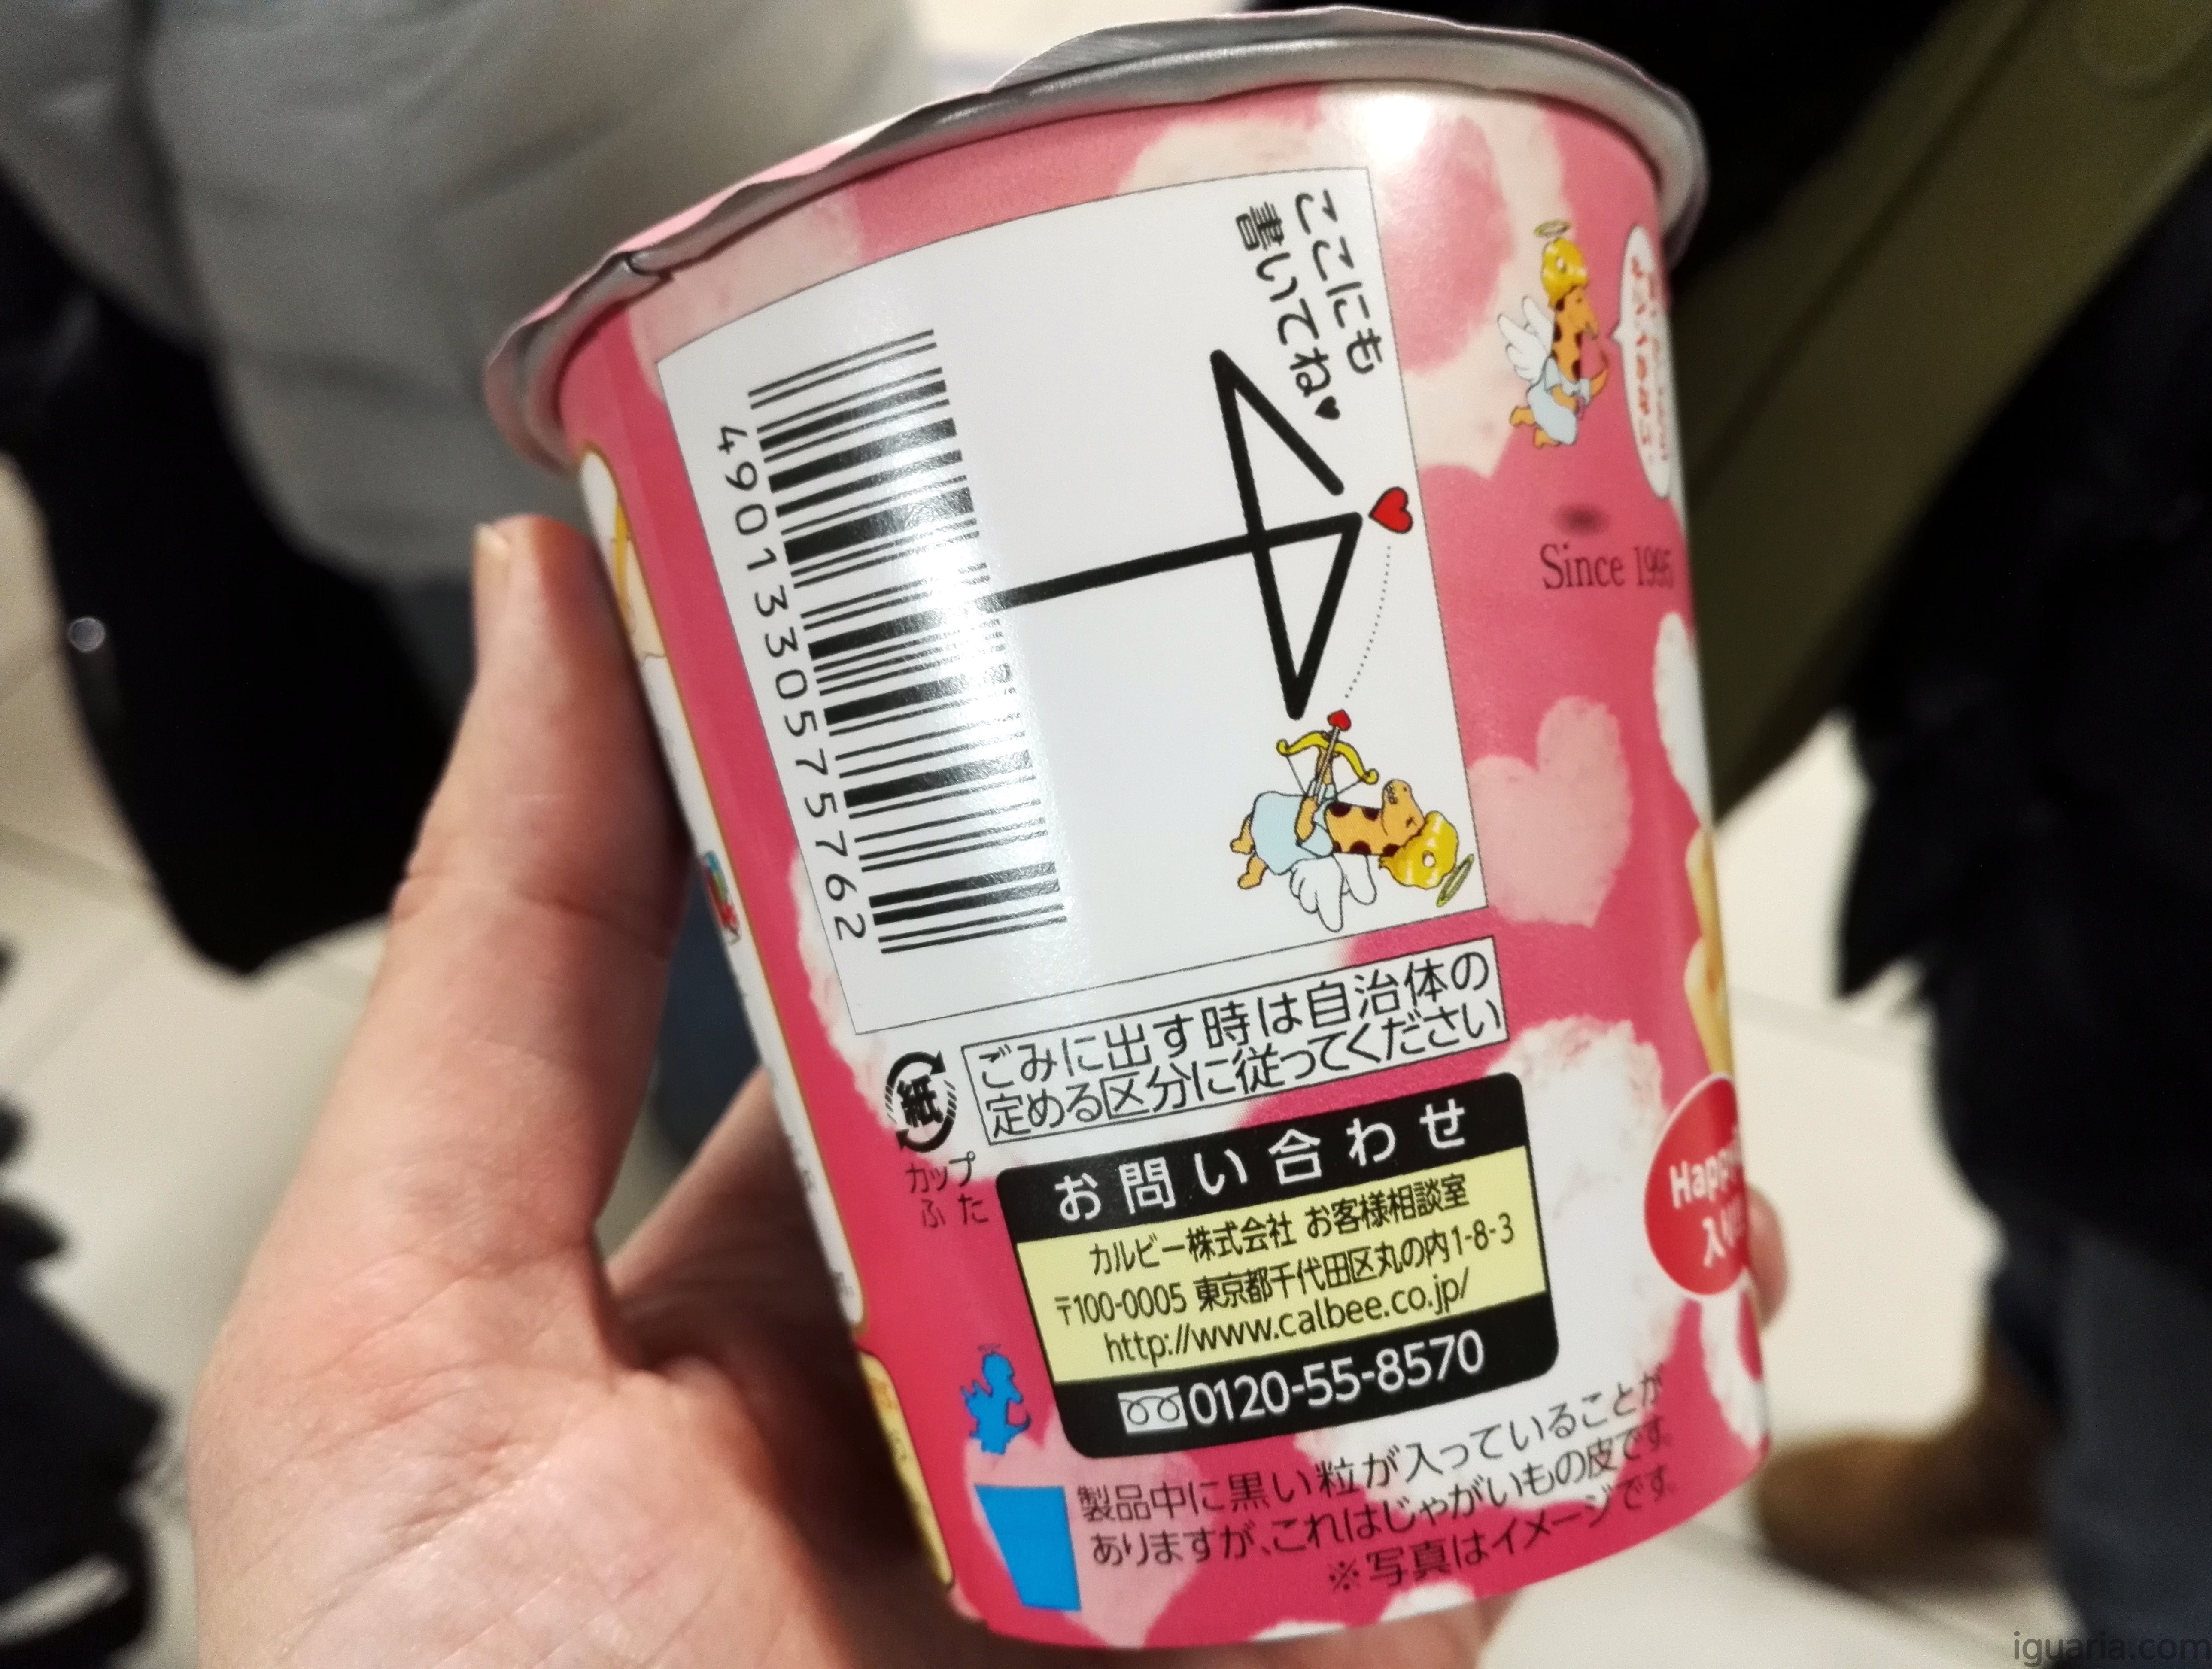 ここにも
書いてね♥
4901330575762
Since 1995
ごみに出す時は自治体の
定める区分に従ってください
紙
カップ
ふた
お問い合わせ
カルビー株式会社 お客様相談室
〒100-0005 東京都千代田区丸の内1-8-3
http://www.calbee.co.jp/
0120-55-8570
製品中に黒い粒が入っていることが
ありますが、これはじゃがいもの皮です。
※写真はイメージです。
iguaria.com